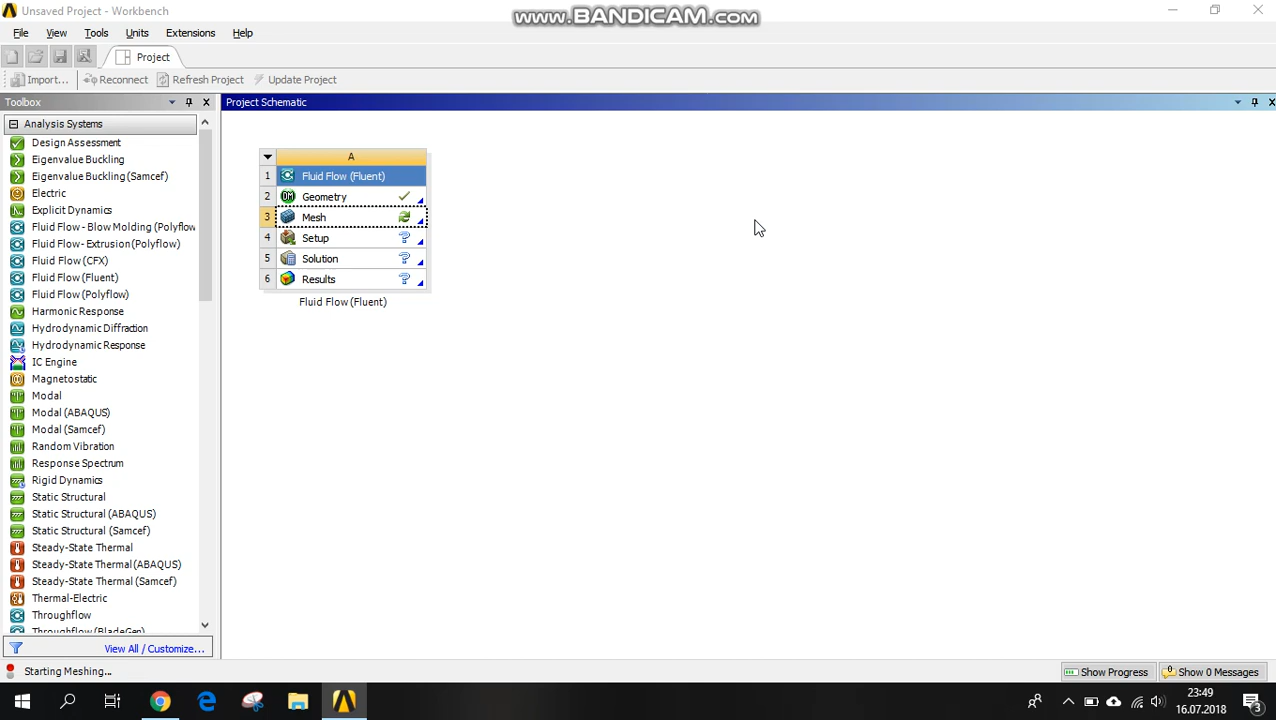 Unsaved Project - Workbench
www.BANDICAM.com
File View Tools Units Extensions Help
Project
Import... Reconnect Refresh Project Update Project
Toolbox
Project Schematic
Analysis Systems
Design Assessment
Eigenvalue Buckling
Eigenvalue Buckling (Samcef)
Electric
Explicit Dynamics
Fluid Flow - Blow Molding (Polyflow
Fluid Flow- Extrusion (Polyflow)
Fluid Flow (CFX)
Fluid Flow (Fluent)
Fluid Flow (Polyflow)
Harmonic Response
Hydrodynamic Diffraction
Hydrodynamic Response
IC Engine
Magnetostatic
Modal
Modal (ABAQUS)
Modal (Samcef)
Random Vibration
Response Spectrum
Rigid Dynamics
Static Structural
Static Structural (ABAQUS)
Static Structural (Samcef)
Steady-State Thermal
Steady-State Thermal (ABAQUS)
Steady-State Thermal (Samcef)
Thermal-Electric
Throughflow
Throughflow (BladeGen)
View All / Customize...
A
1 Fluid Flow (Fluent)
2 Geometry
3 Mesh
4 Setup
5 Solution
6 Results
Fluid Flow (Fluent)
Starting Meshing...
Show Progress
Show 0 Messages
23:49
16.07.2018
3